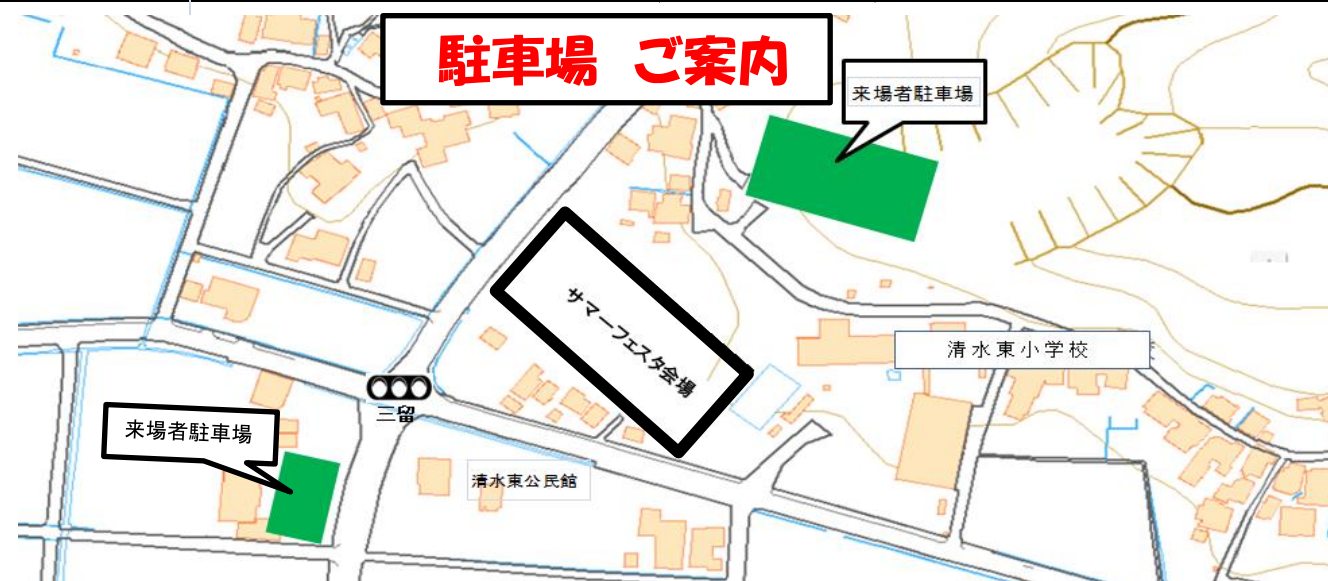 駐車場 ご案内
来場者駐車場
サマーフェスタ会場
清水東小学校
三留
来場者駐車場
清水東公民館